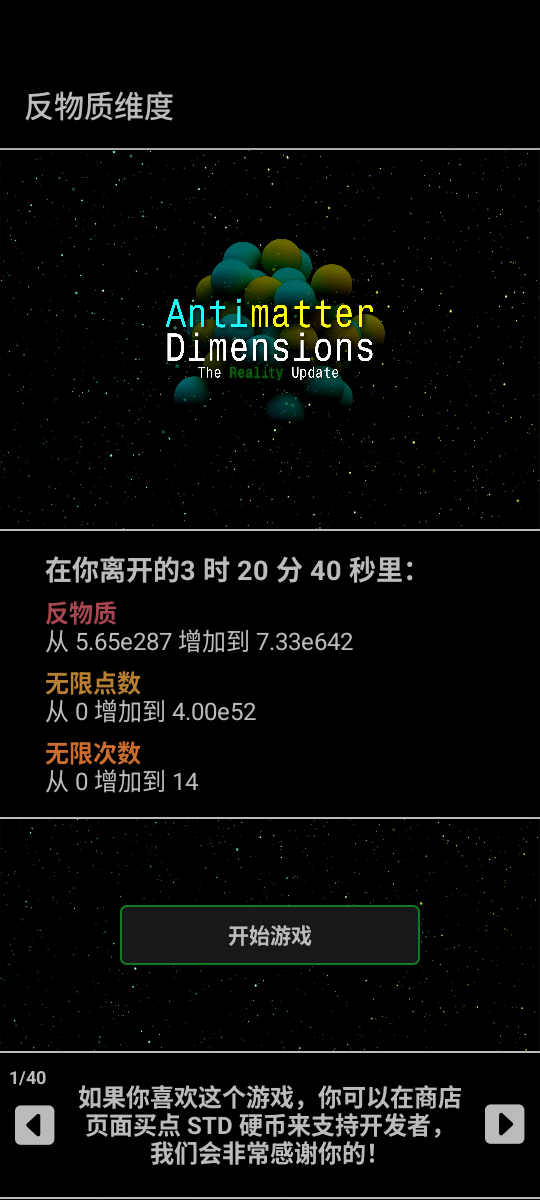 反物质维度
Antimatter
Dimensions
The Reality Update
在你离开的3 时 20 分 40 秒里：
反物质
从 5.65e287 增加到 7.33e642
无限点数
从 0 增加到 4.00e52
无限次数
从 0 增加到 14
开始游戏
1/40
如果你喜欢这个游戏，你可以在商店
页面买点 STD 硬币来支持开发者，
我们会非常感谢你的！